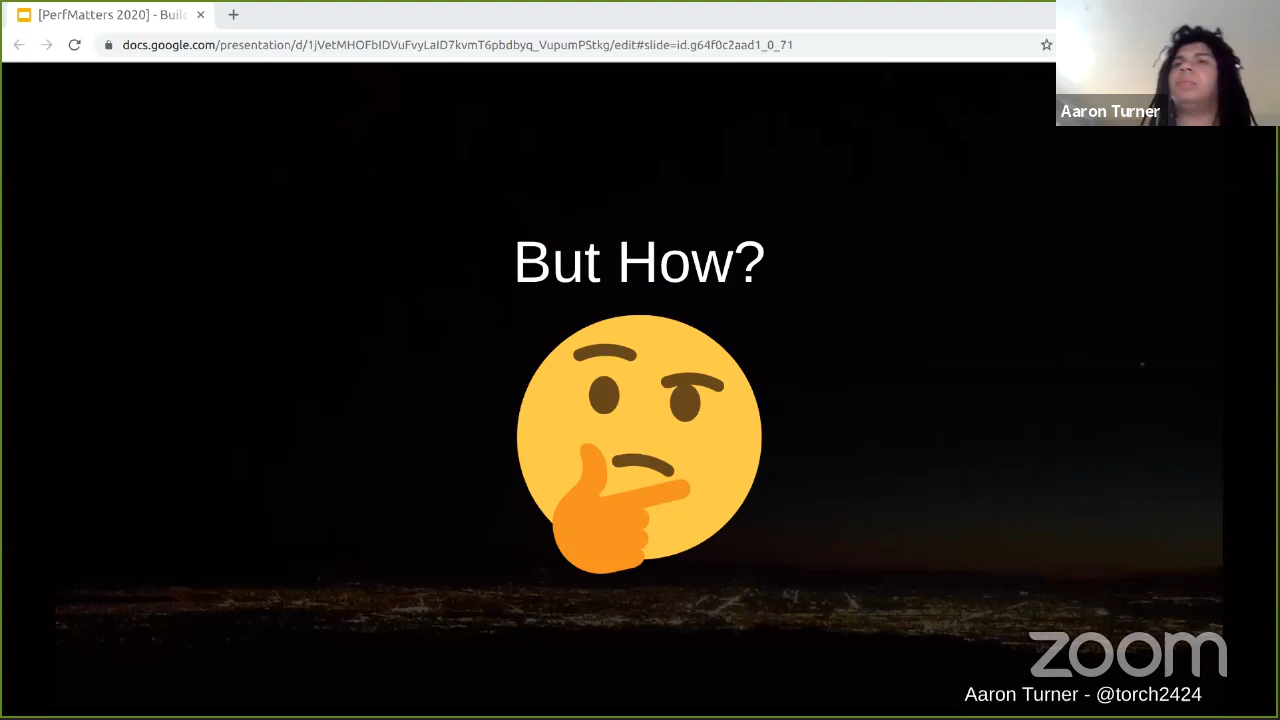 [PerfMatters 2020] - Buil
docs.google.com/presentation/d/1jVetMHOFbIDVuFvyLaID7kvmT6pbdbyq_VupumPStkg/edit#slide=id.g64f0c2aad1_0_71
Aaron Turner
But How?
zoom
Aaron Turner - @torch2424